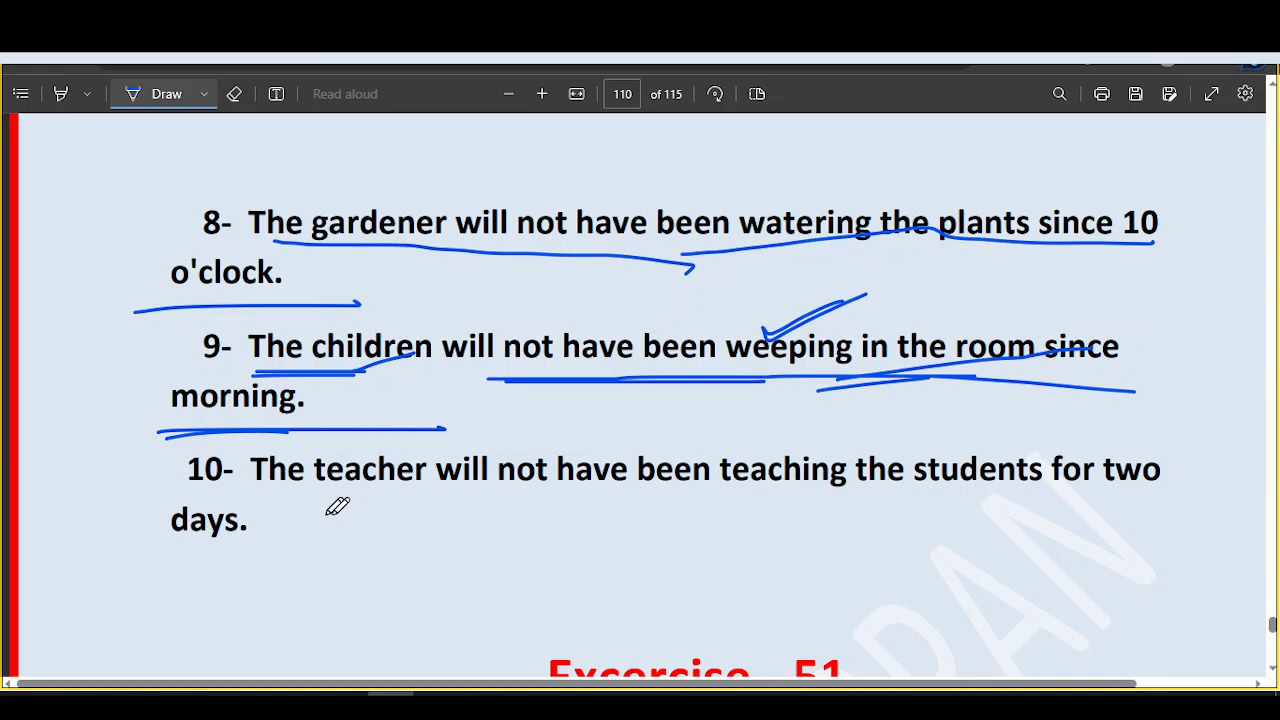 Draw
Read aloud
110 of 115
8- The gardener will not have been watering the plants since 10
o'clock.
9- The children will not have been weeping in the room since
morning.
10- The teacher will not have been teaching the students for two
days.
Excercise 51